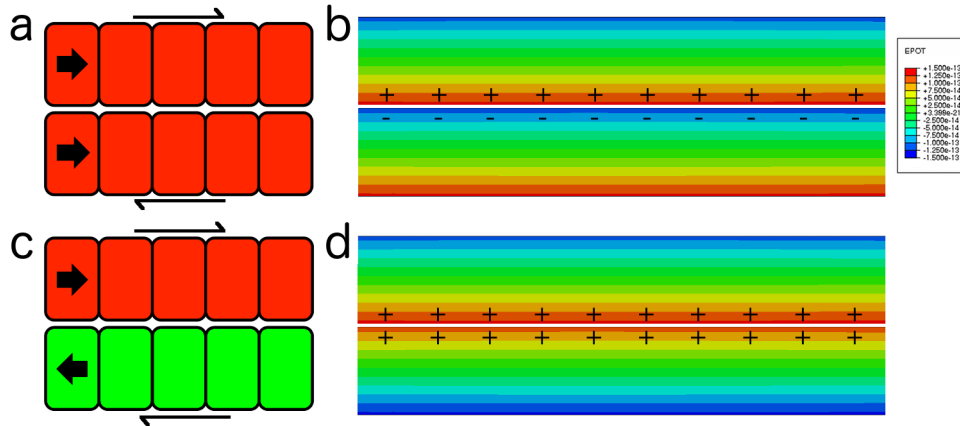 a
b
+ + + + + + + + + +
- - - - - - - - - -
EPOT
+1.500e-13
+1.250e-13
+1.000e-13
+7.500e-14
+5.000e-14
+2.500e-14
+3.399e-21
-2.500e-14
-5.000e-14
-7.500e-14
-1.000e-13
-1.250e-13
-1.500e-13
c
d
+ + + + + + + + + +
+ + + + + + + + + +